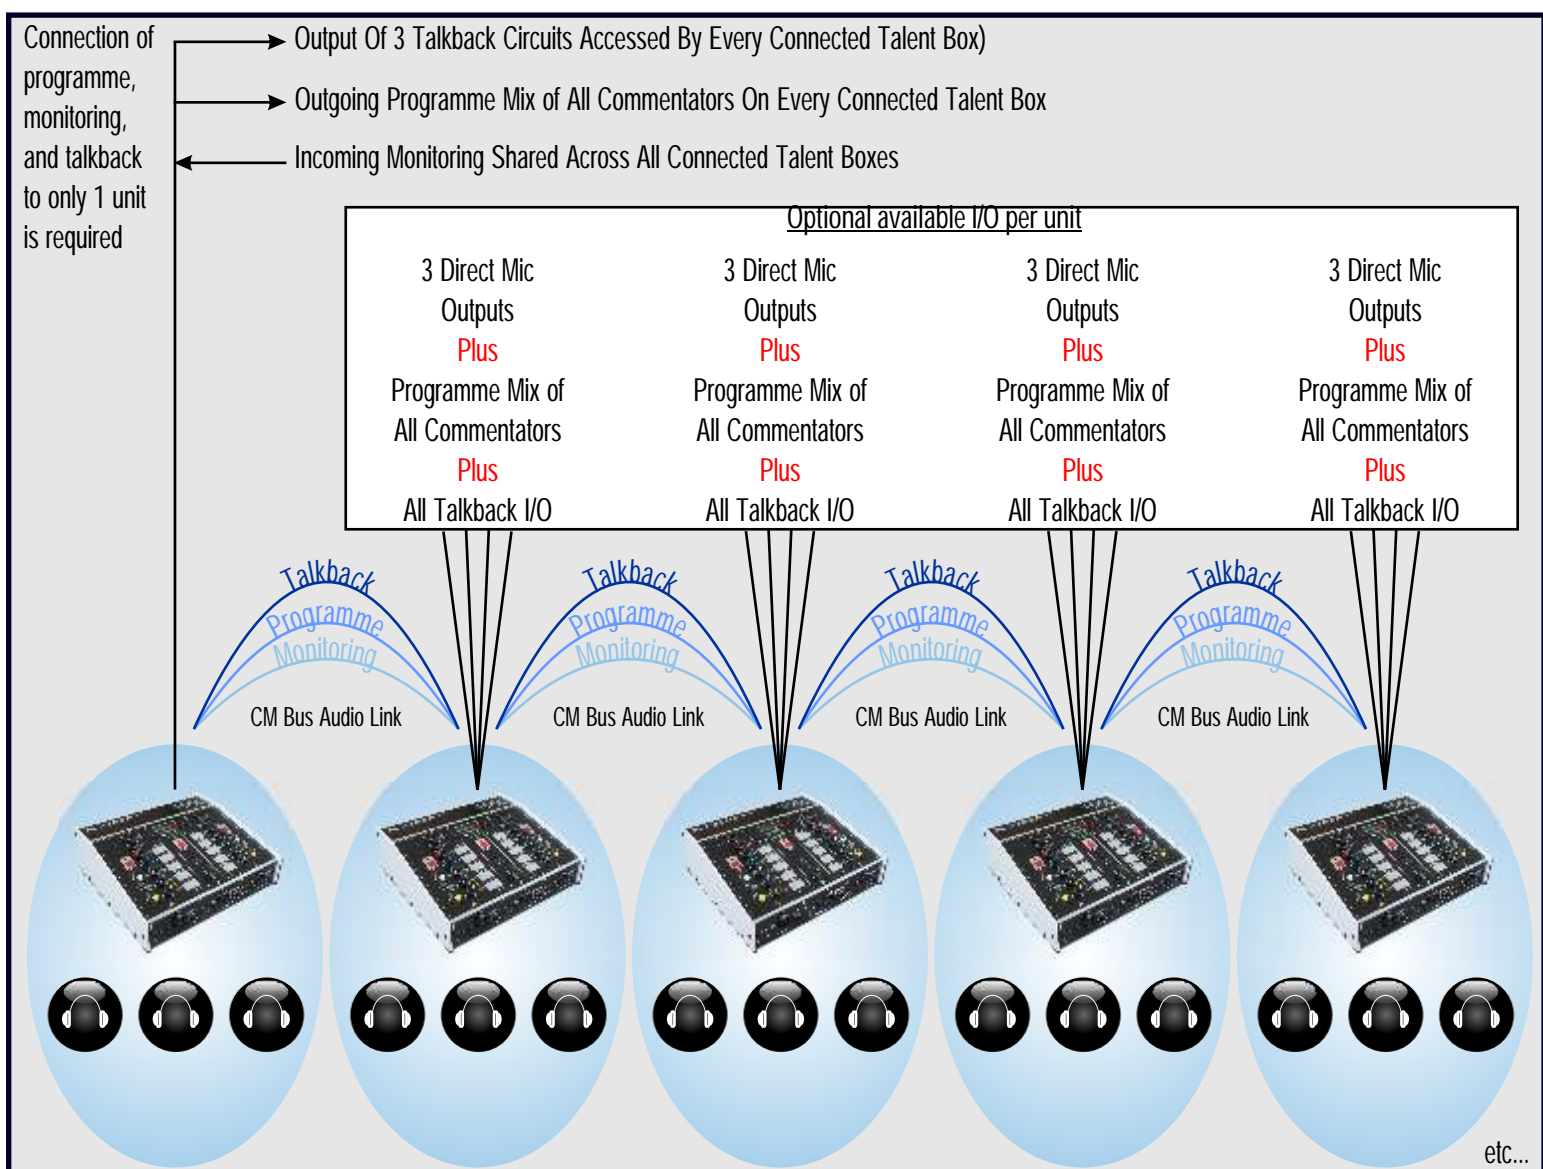 Connection of
programme,
monitoring,
and talkback
to only 1 unit
is required
Output Of 3 Talkback Circuits Accessed By Every Connected Talent Box)
Outgoing Programme Mix of All Commentators On Every Connected Talent Box
Incoming Monitoring Shared Across All Connected Talent Boxes
Optional available I/O per unit
3 Direct Mic
Outputs
Plus
Programme Mix of
All Commentators
Plus
All Talkback I/O
3 Direct Mic
Outputs
Plus
Programme Mix of
All Commentators
Plus
All Talkback I/O
3 Direct Mic
Outputs
Plus
Programme Mix of
All Commentators
Plus
All Talkback I/O
3 Direct Mic
Outputs
Plus
Programme Mix of
All Commentators
Plus
All Talkback I/O
Talkback
Programme
Monitoring
CM Bus Audio Link
Talkback
Programme
Monitoring
CM Bus Audio Link
Talkback
Programme
Monitoring
CM Bus Audio Link
Talkback
Programme
Monitoring
CM Bus Audio Link
etc...